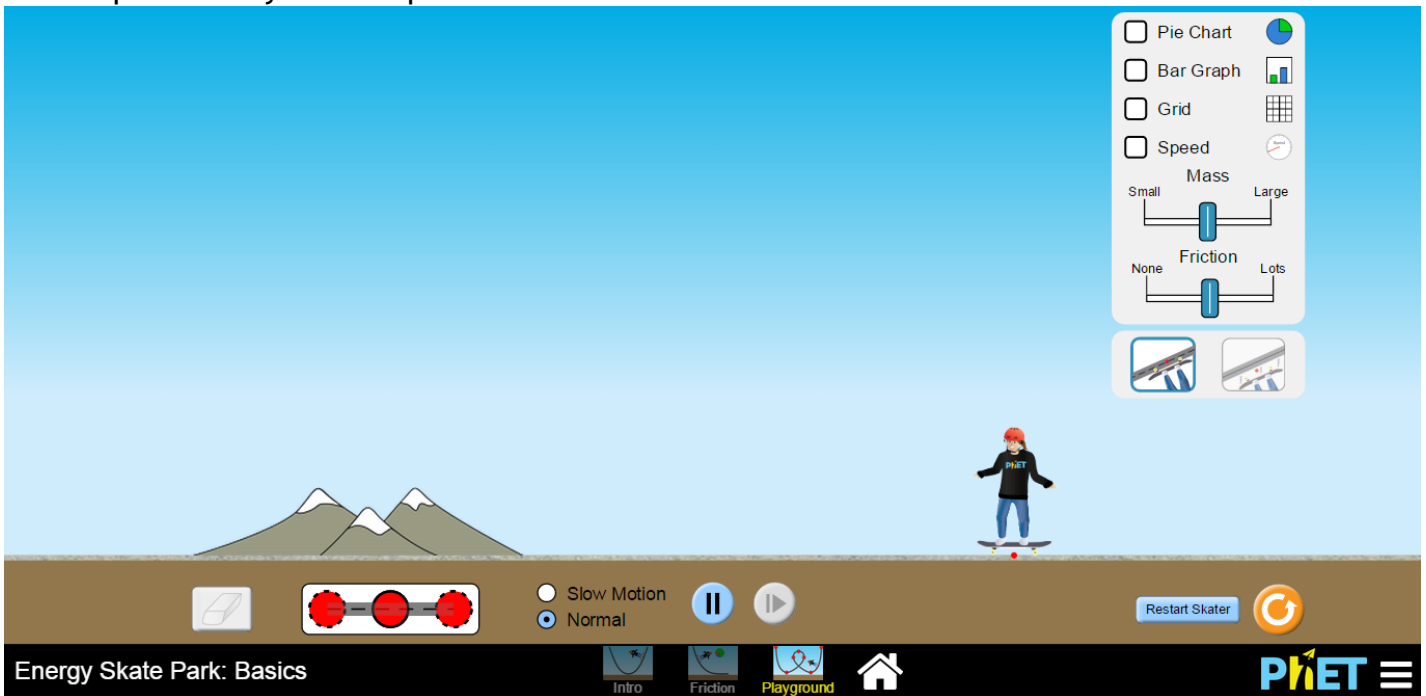 Pie Chart
Bar Graph
Grid
Speed
Mass
Small Large
Friction
None Lots
PhET
Slow Motion
Normal
Restart Skater
Energy Skate Park: Basics
Intro
Friction
Playground
PhET